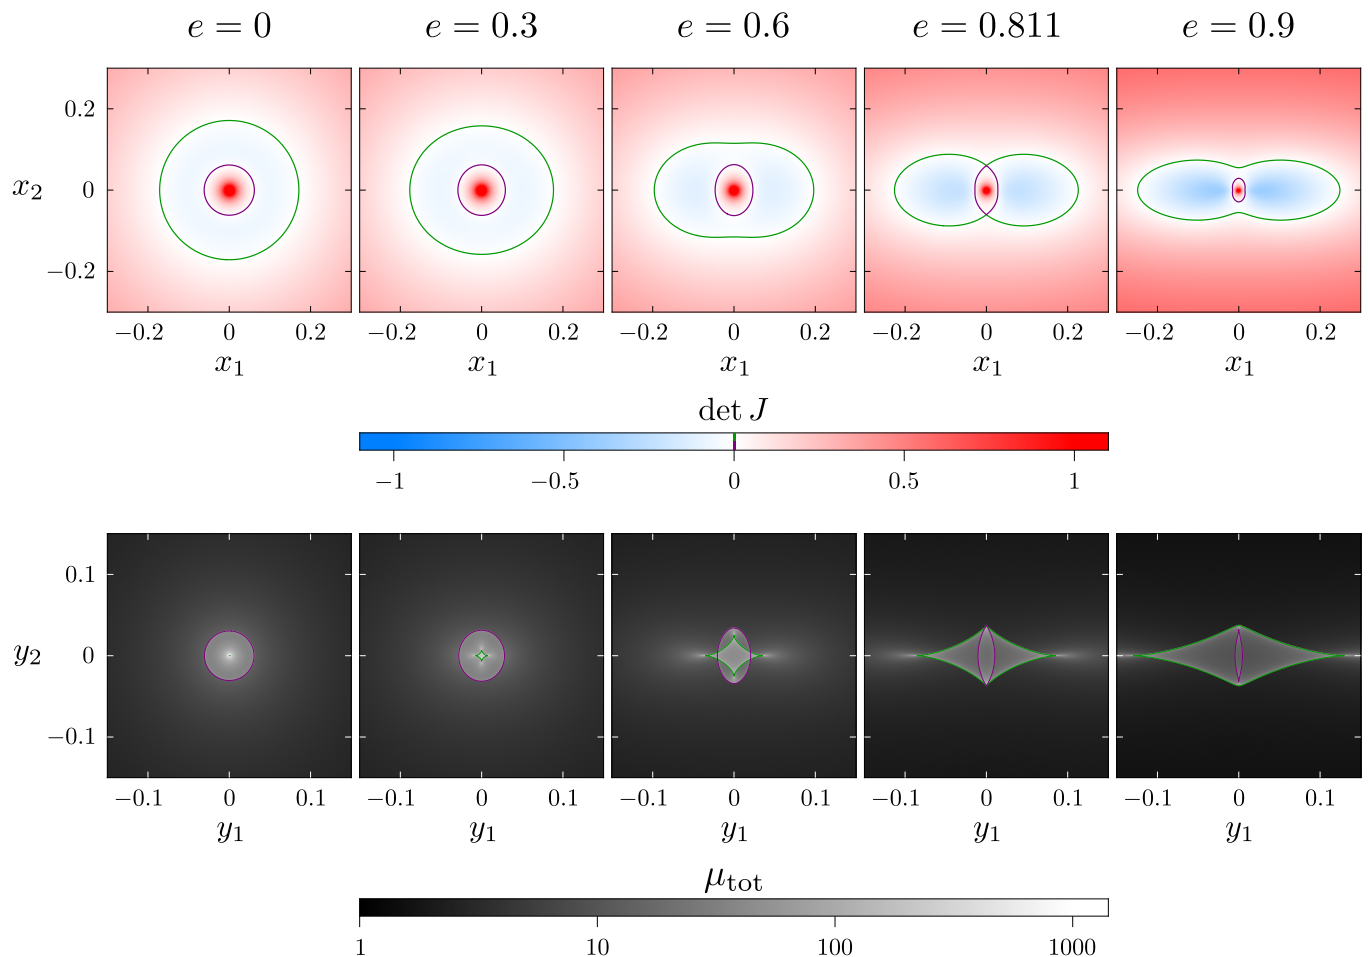 e = 0 e = 0.3 e = 0.6 e = 0.811 e = 0.9
0.2
x₂ 0
−0.2
−0.2 0 0.2 −0.2 0 0.2 −0.2 0 0.2 −0.2 0 0.2 −0.2 0 0.2
x₁ x₁ x₁ x₁ x₁
det J
−1 −0.5 0 0.5 1
0.1
y₂ 0
−0.1
−0.1 0 0.1 −0.1 0 0.1 −0.1 0 0.1 −0.1 0 0.1 −0.1 0 0.1
y₁ y₁ y₁ y₁ y₁
μtot
1 10 100 1000